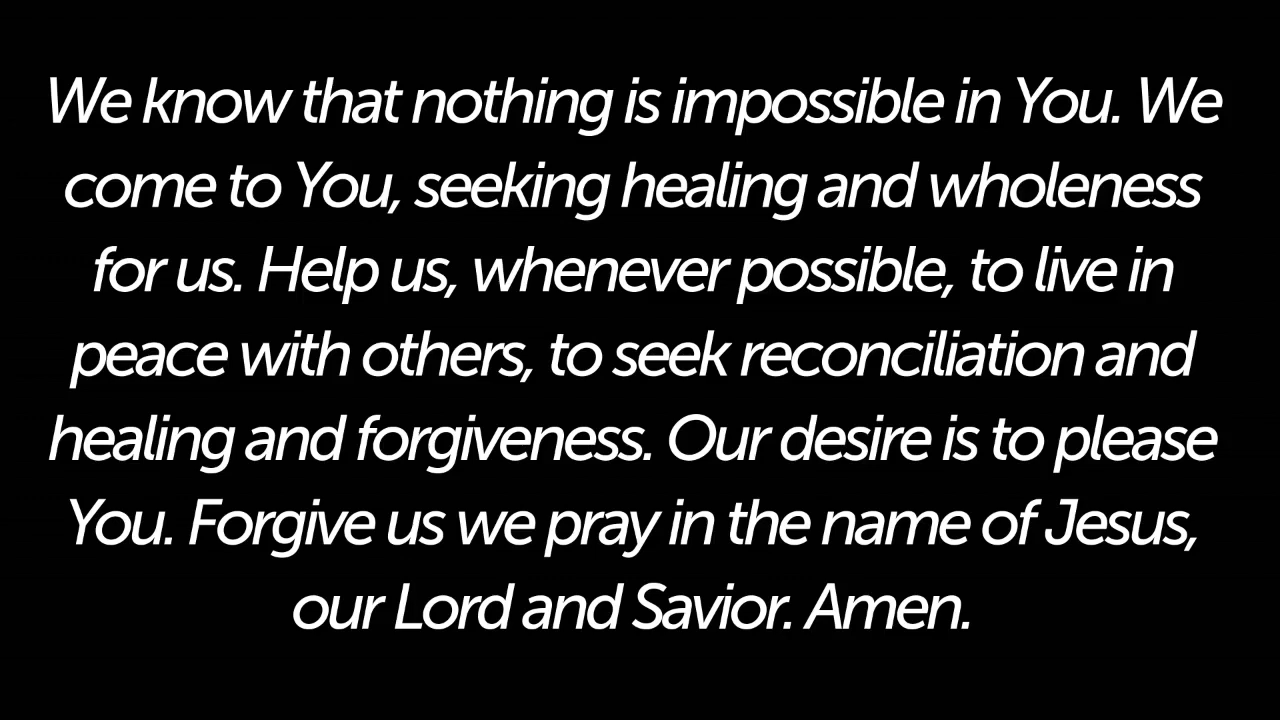 We know that nothing is impossible in You. We
come to You, seeking healing and wholeness
for us. Help us, whenever possible, to live in
peace with others, to seek reconciliation and
healing and forgiveness. Our desire is to please
You. Forgive us we pray in the name of Jesus,
our Lord and Savior. Amen.